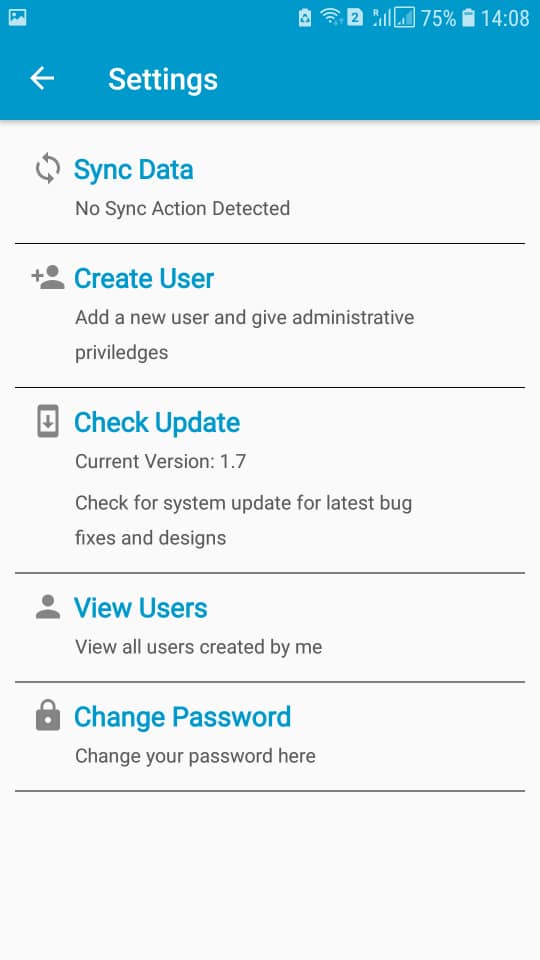 2 R 75% 14:08
Settings
Sync Data
No Sync Action Detected
Create User
Add a new user and give administrative
priviledges
Check Update
Current Version: 1.7
Check for system update for latest bug
fixes and designs
View Users
View all users created by me
Change Password
Change your password here